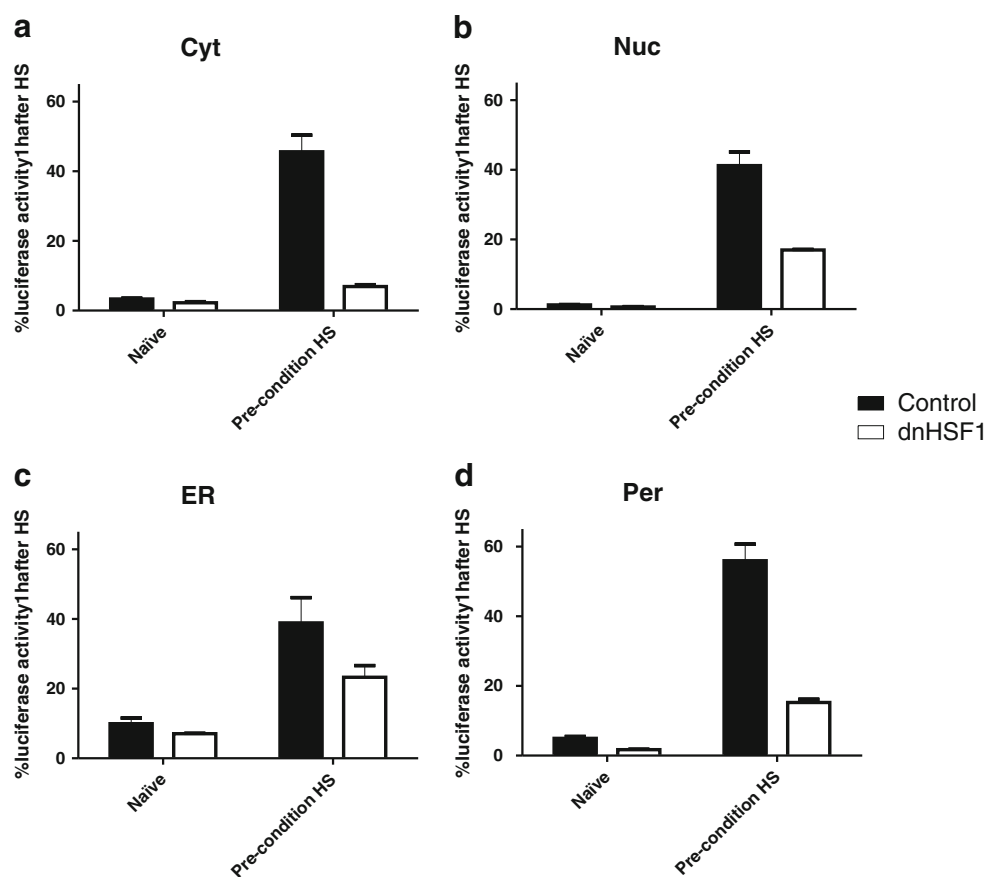 a
Cyt
%luciferase activity1hafter HS
60
40
20
0
Naïve
Pre-condition HS
b
Nuc
%luciferase activity1hafter HS
60
40
20
0
Naïve
Pre-condition HS
Control
dnHSF1
c
ER
%luciferase activity1hafter HS
60
40
20
0
Naïve
Pre-condition HS
d
Per
%luciferase activity1hafter HS
60
40
20
0
Naïve
Pre-condition HS